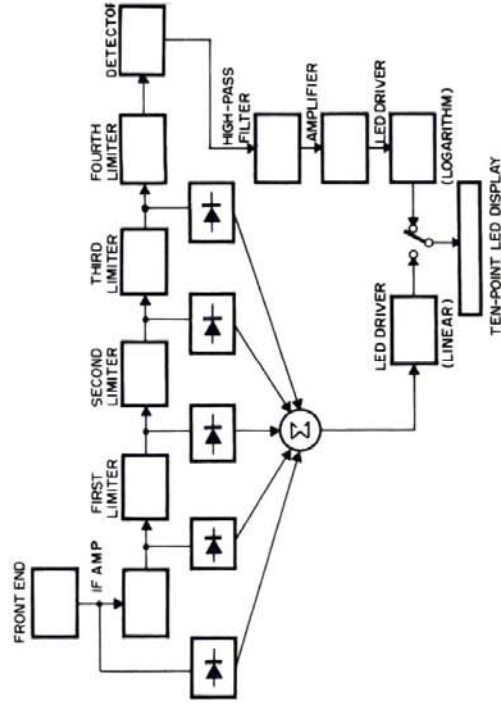 FRONT END
IF AMP
FIRST
LIMITER
SECOND
LIMITER
THIRD
LIMITER
FOURTH LIMITER
DETECTOR
HIGH-PASS
FILTER
AMPLIFIER
LED DRIVER
(LOGARITHM)
Σ
LED DRIVER
(LINEAR)
TEN-POINT LED DISPLAY